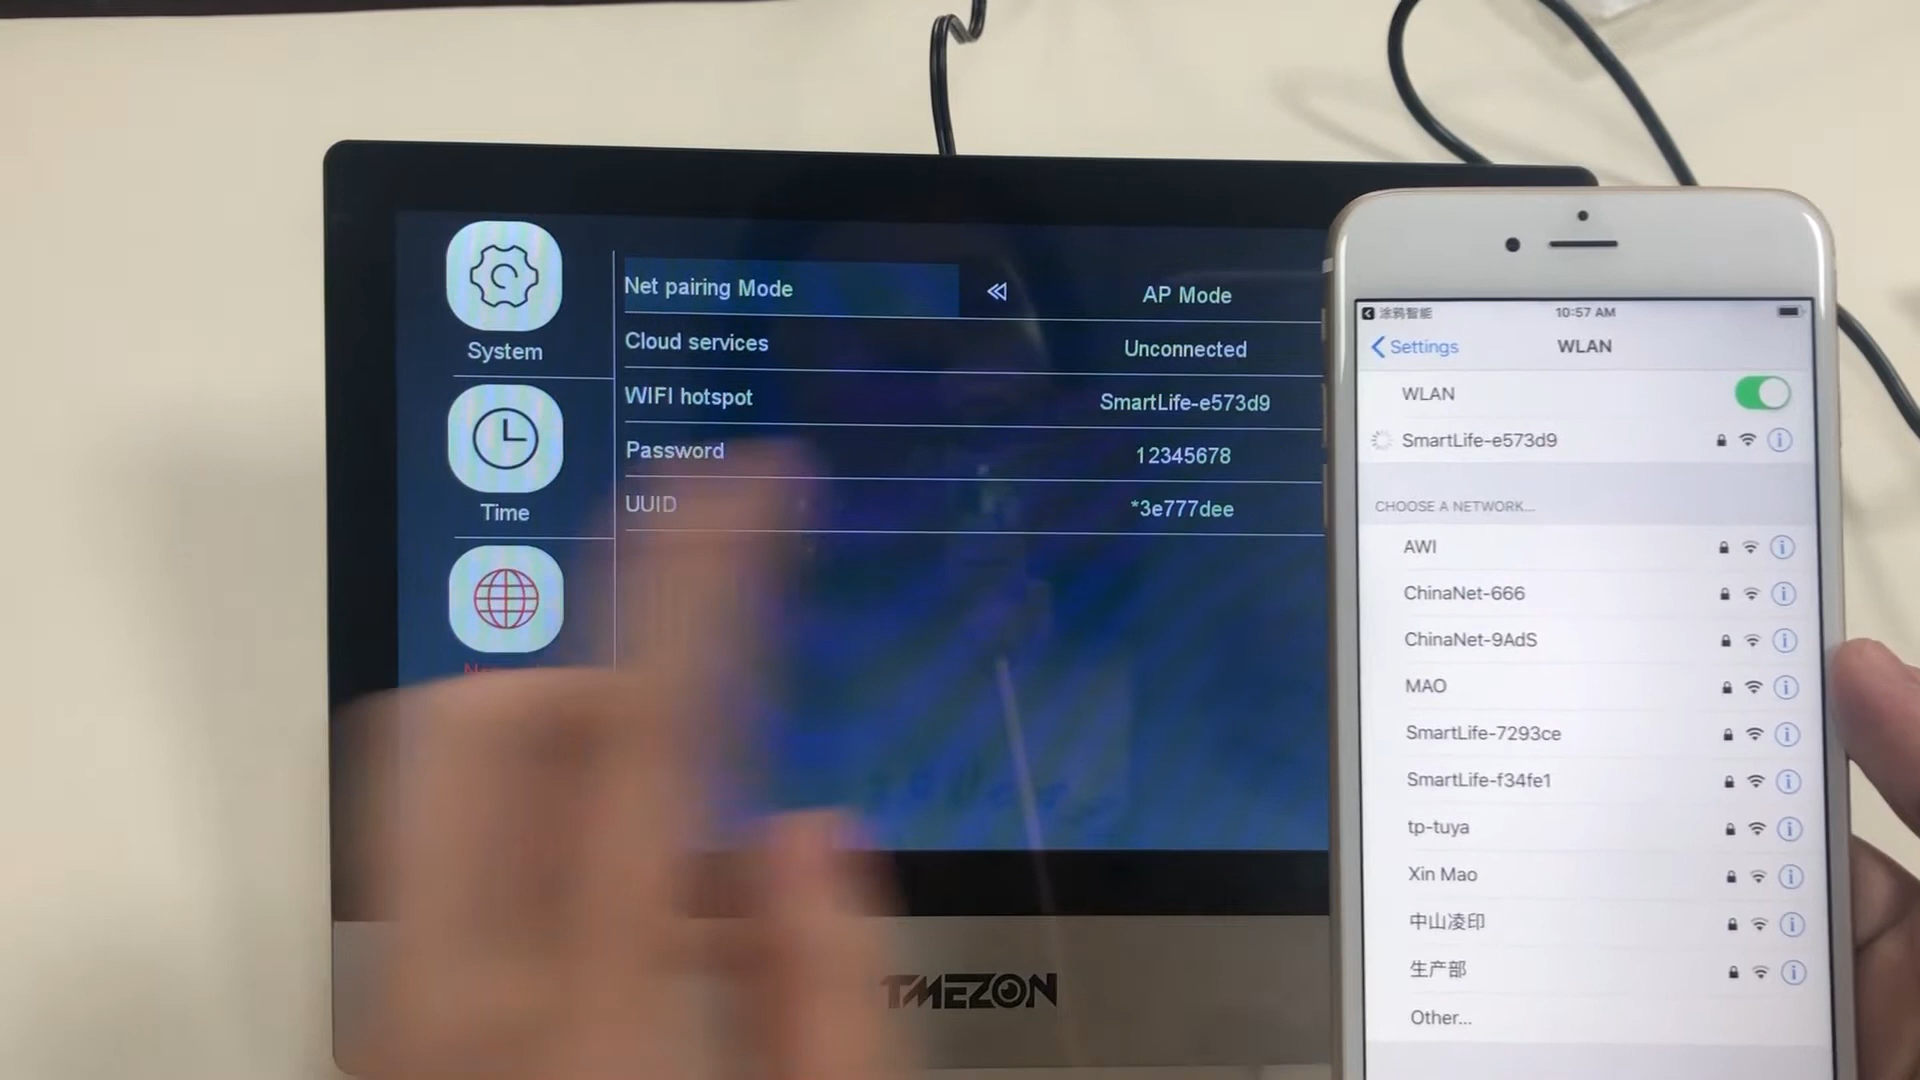 System
Time
Net pairing Mode AP Mode
Cloud services Unconnected
WIFI hotspot SmartLife-e573d9
Password 12345678
UUID *3e777dee
TMEZON
涂鸦智能 10:57 AM
Settings WLAN
WLAN
SmartLife-e573d9
CHOOSE A NETWORK...
AWI
ChinaNet-666
ChinaNet-9AdS
MAO
SmartLife-7293ce
SmartLife-f34fe1
tp-tuya
Xin Mao
中山凌印
生产部
Other...